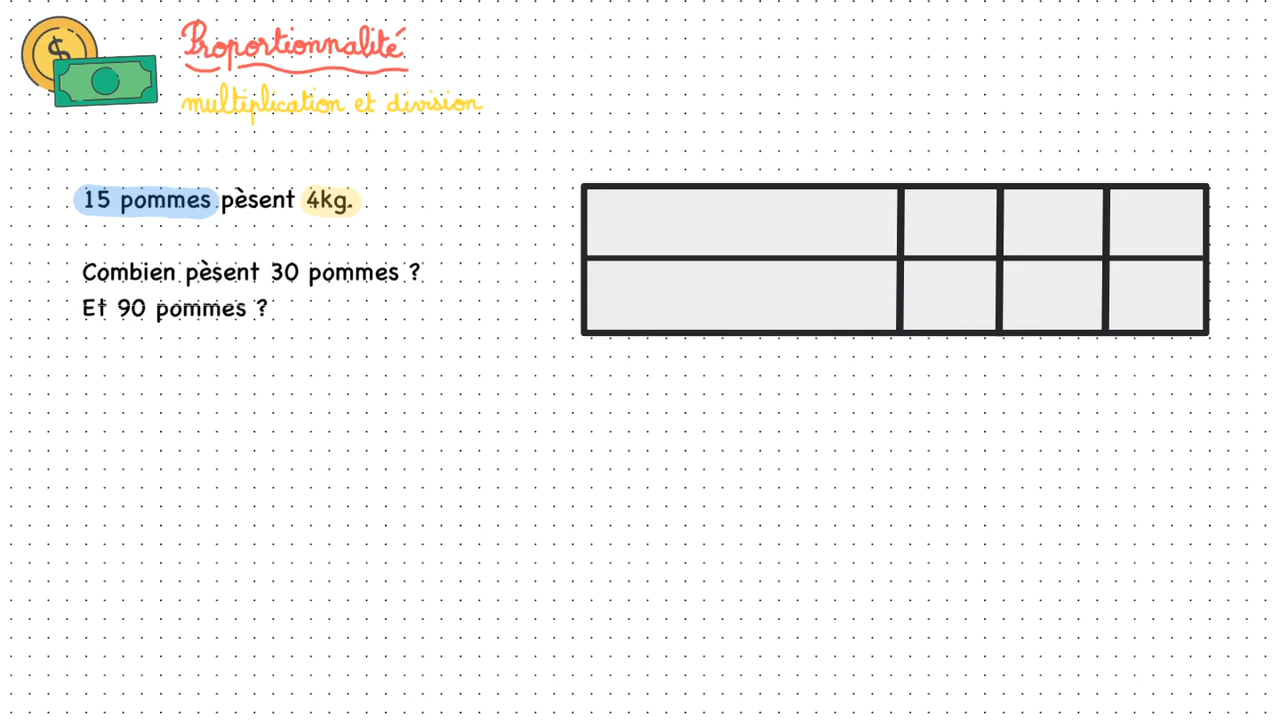 Proportionnalité
multiplication et division
15 pommes pèsent 4kg.
Combien pèsent 30 pommes ?
Et 90 pommes ?